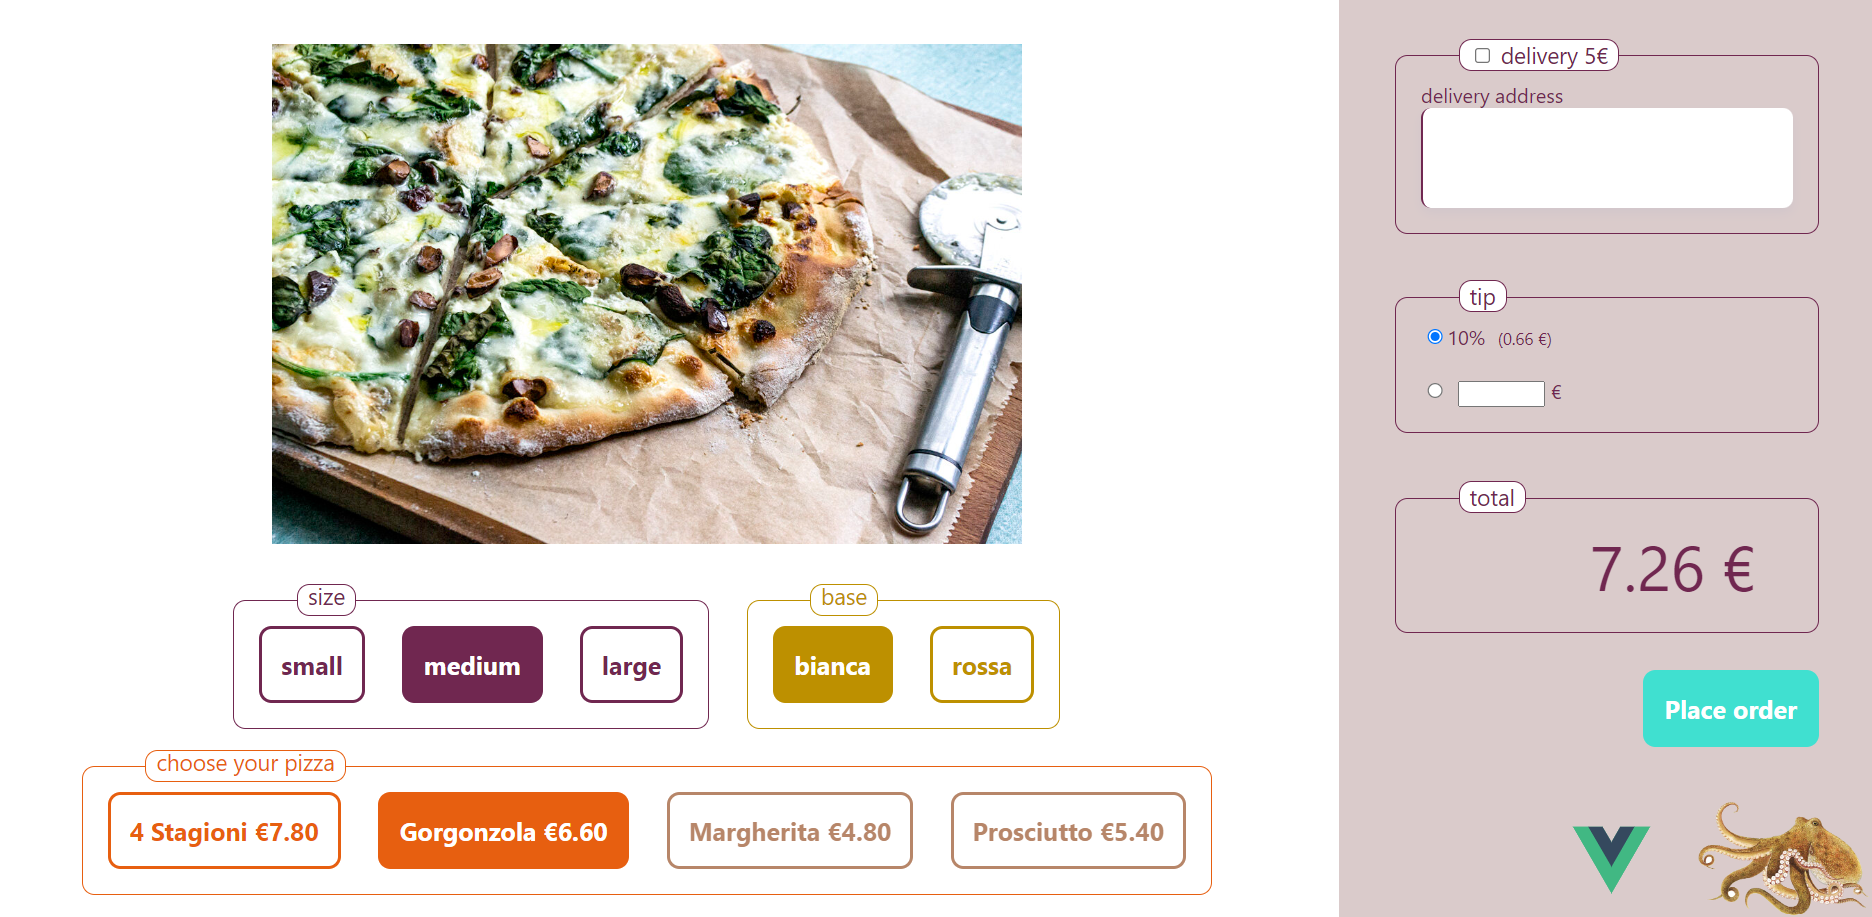 size
small
medium
large
base
bianca
rossa
choose your pizza
4 Stagioni €7.80
Gorgonzola €6.60
Margherita €4.80
Prosciutto €5.40
delivery 5€
delivery address
tip
10% (0.66 €)
€
total
7.26 €
Place order